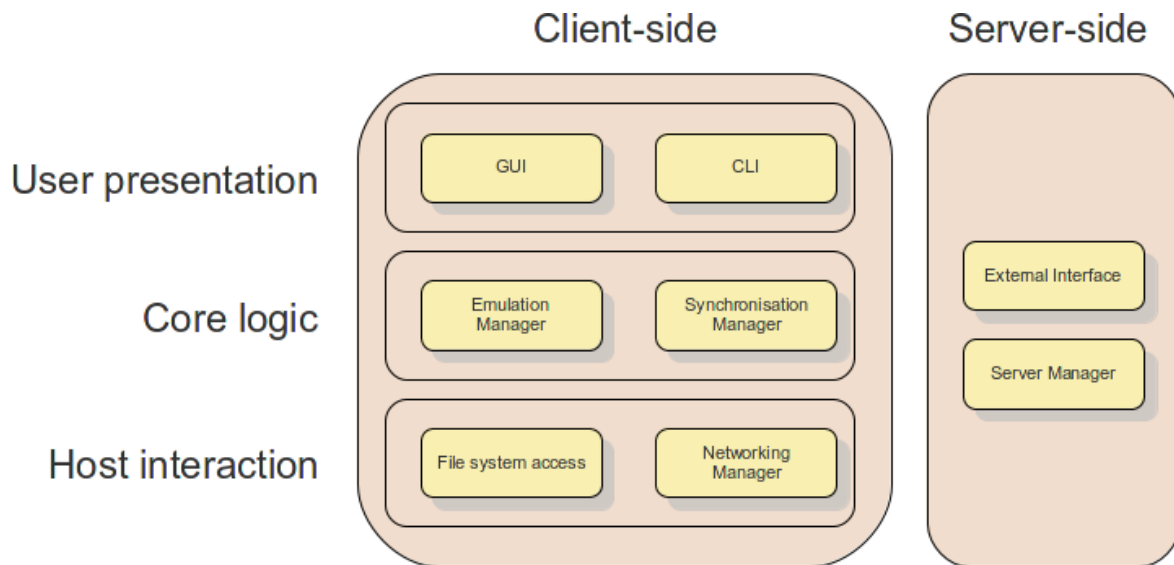 Client-side
Server-side
User presentation
GUI
CLI
Core logic
Emulation
Manager
Synchronisation
Manager
External Interface
Server Manager
Host interaction
File system access
Networking
Manager